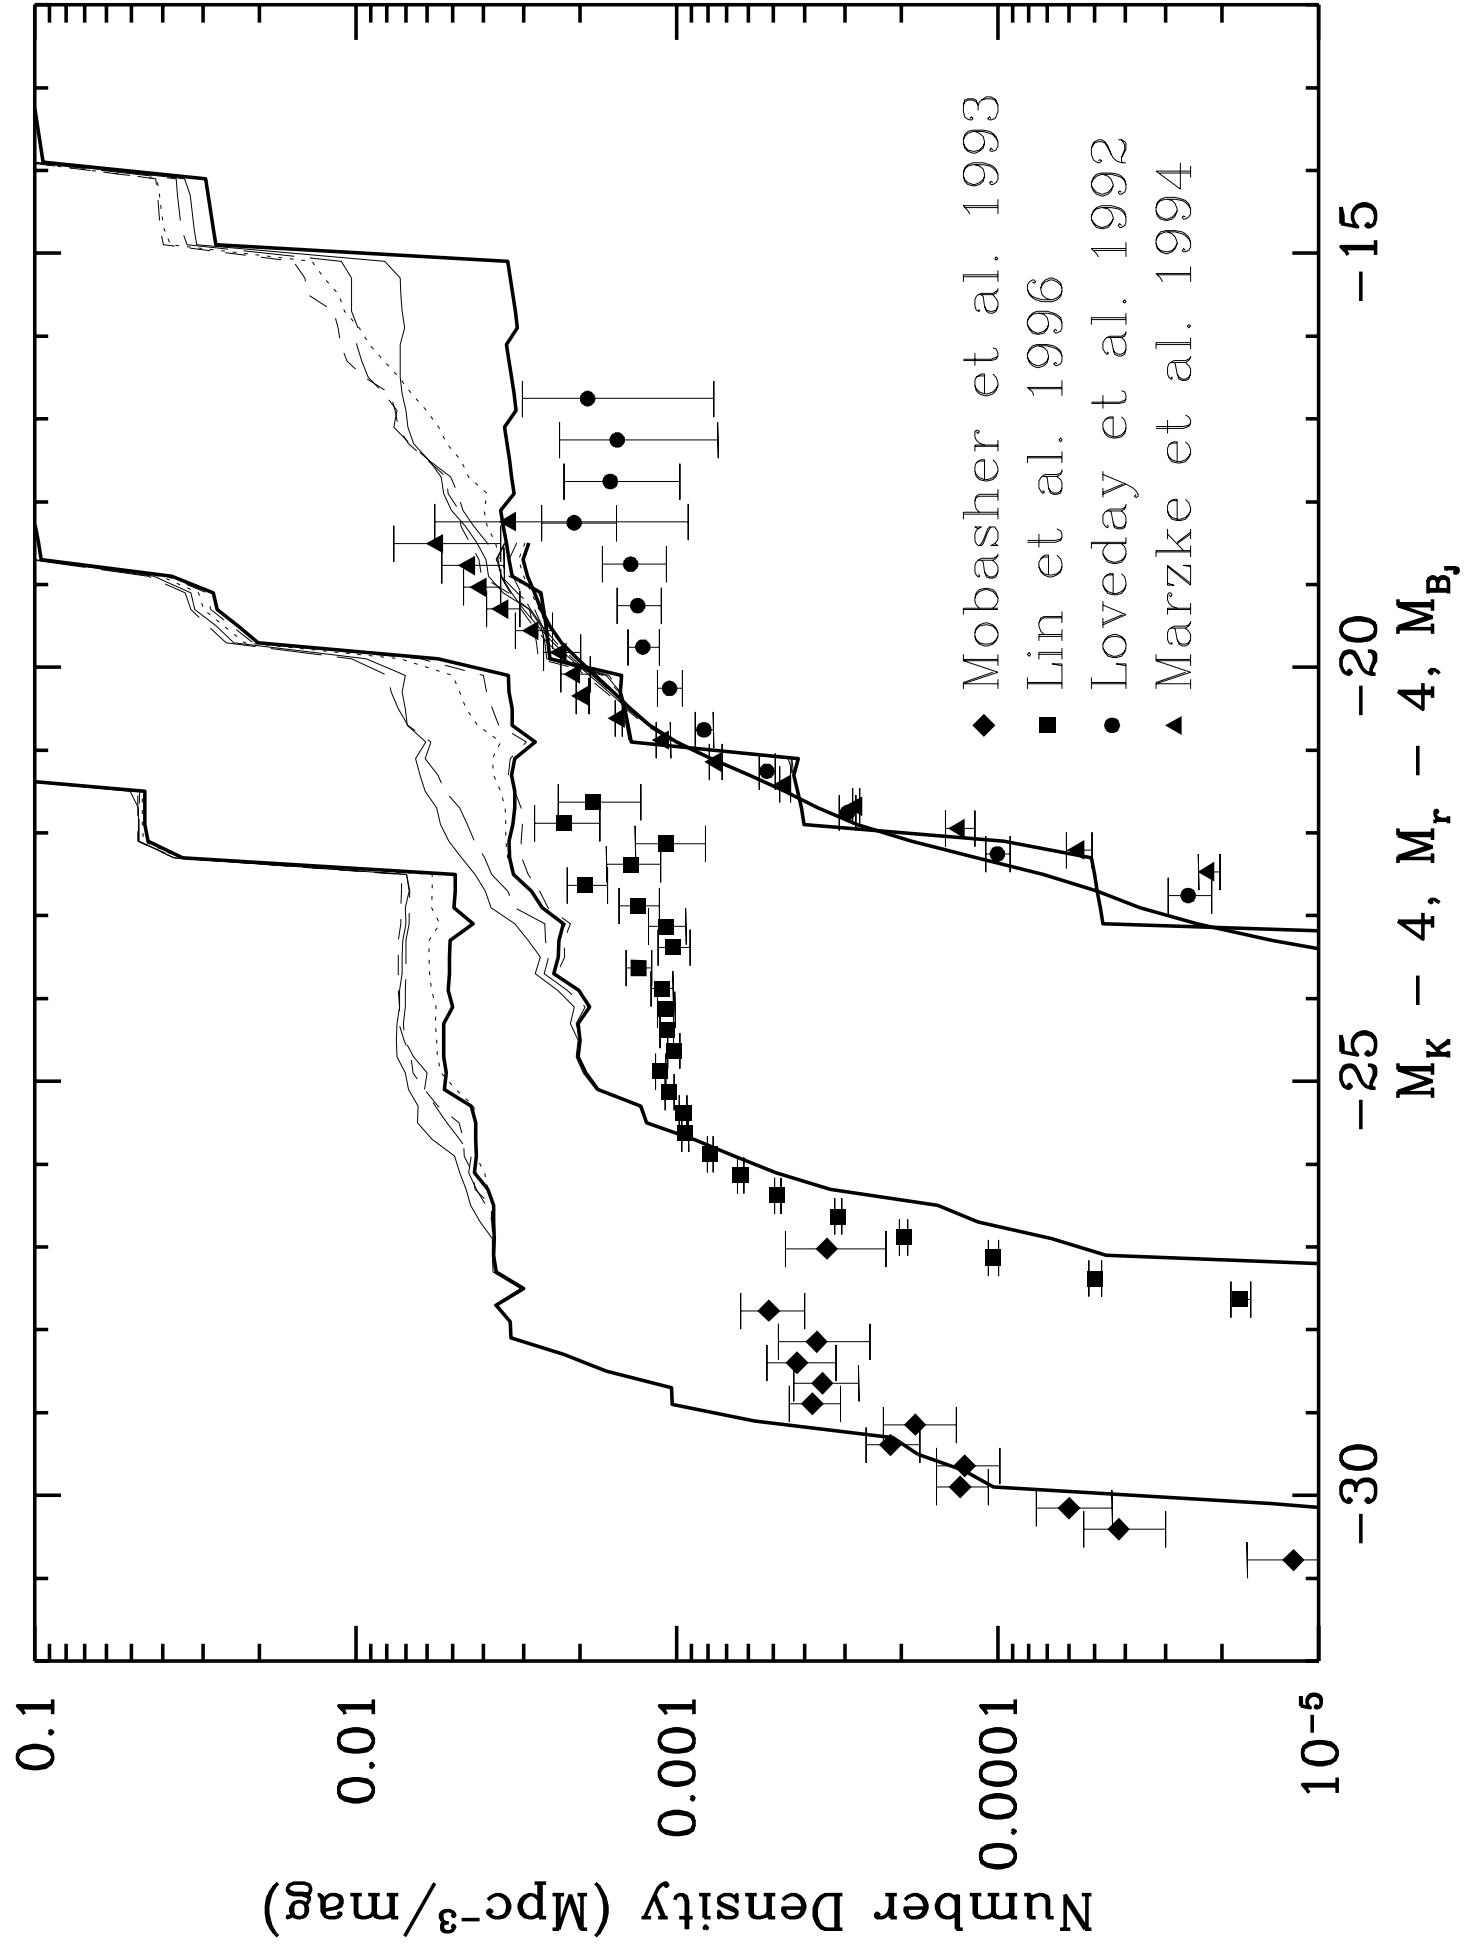 0.1
0.01
0.001
0.0001
10⁻⁵
Number Density (Mpc⁻³/mag)
Mobasher et al. 1993
Lin et al. 1996
Loveday et al. 1992
Marzke et al. 1994
−30
−25
−20
−15
M_K − 4, M_r − 4, M_{B_J}